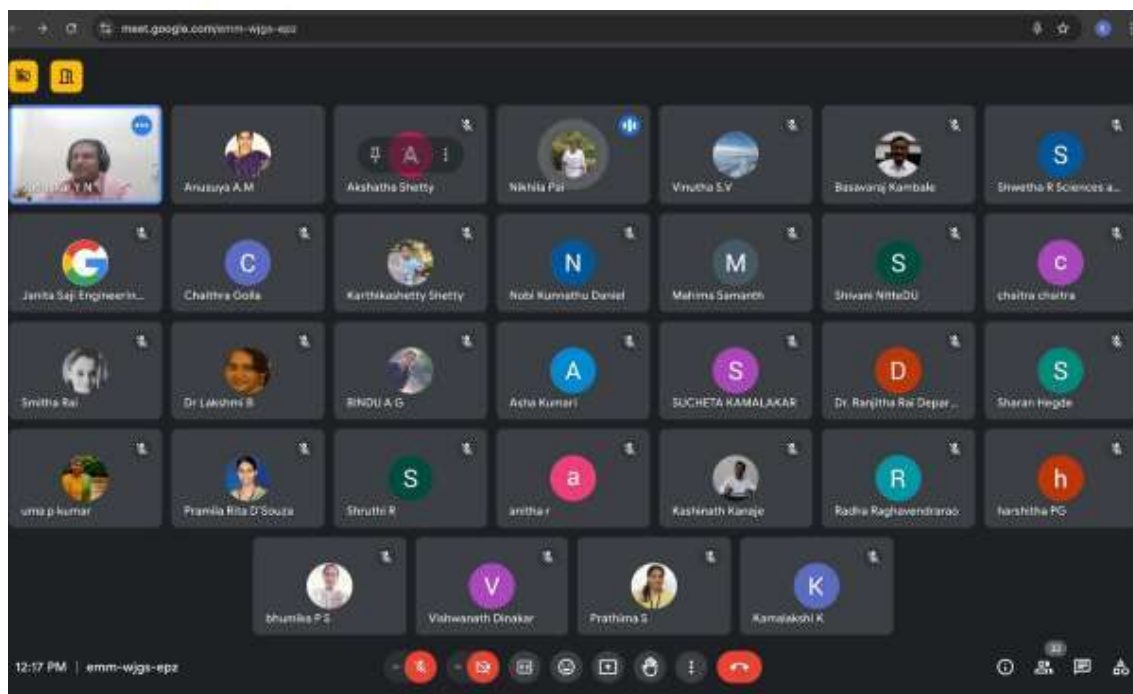 meet.google.com/emm-wjgs-epz
Y N
Anusuya A.M
A
Akshatha Shetty
Nikhila Pai
Vinutha S.V
Basavaraj Kambale
S
Shwetha R Sciences a...
G
Janita Saji Engineerin...
C
Chaithra Golla
Karthikashetty Shetty
N
Nobi Kunnathu Daniel
M
Mahima Samanth
S
Shivani NitteDU
c
chaitra chaitra
Smitha Rai
Dr Lakshmi B
BINDU A G
A
Asha Kumari
S
SUCHETA KAMALAKAR
D
Dr. Ranjitha Rai Depar...
S
Sharan Hegde
uma p kumar
Pramila Rita D'Souza
S
Shruthi R
a
anitha r
Kashinath Kanaje
R
Radha Raghavendrarao
h
harshitha PG
bhumika P S
V
Vishwanath Dinakar
Prathima S
K
Kamalakshi K
12:17 PM | emm-wjgs-epz